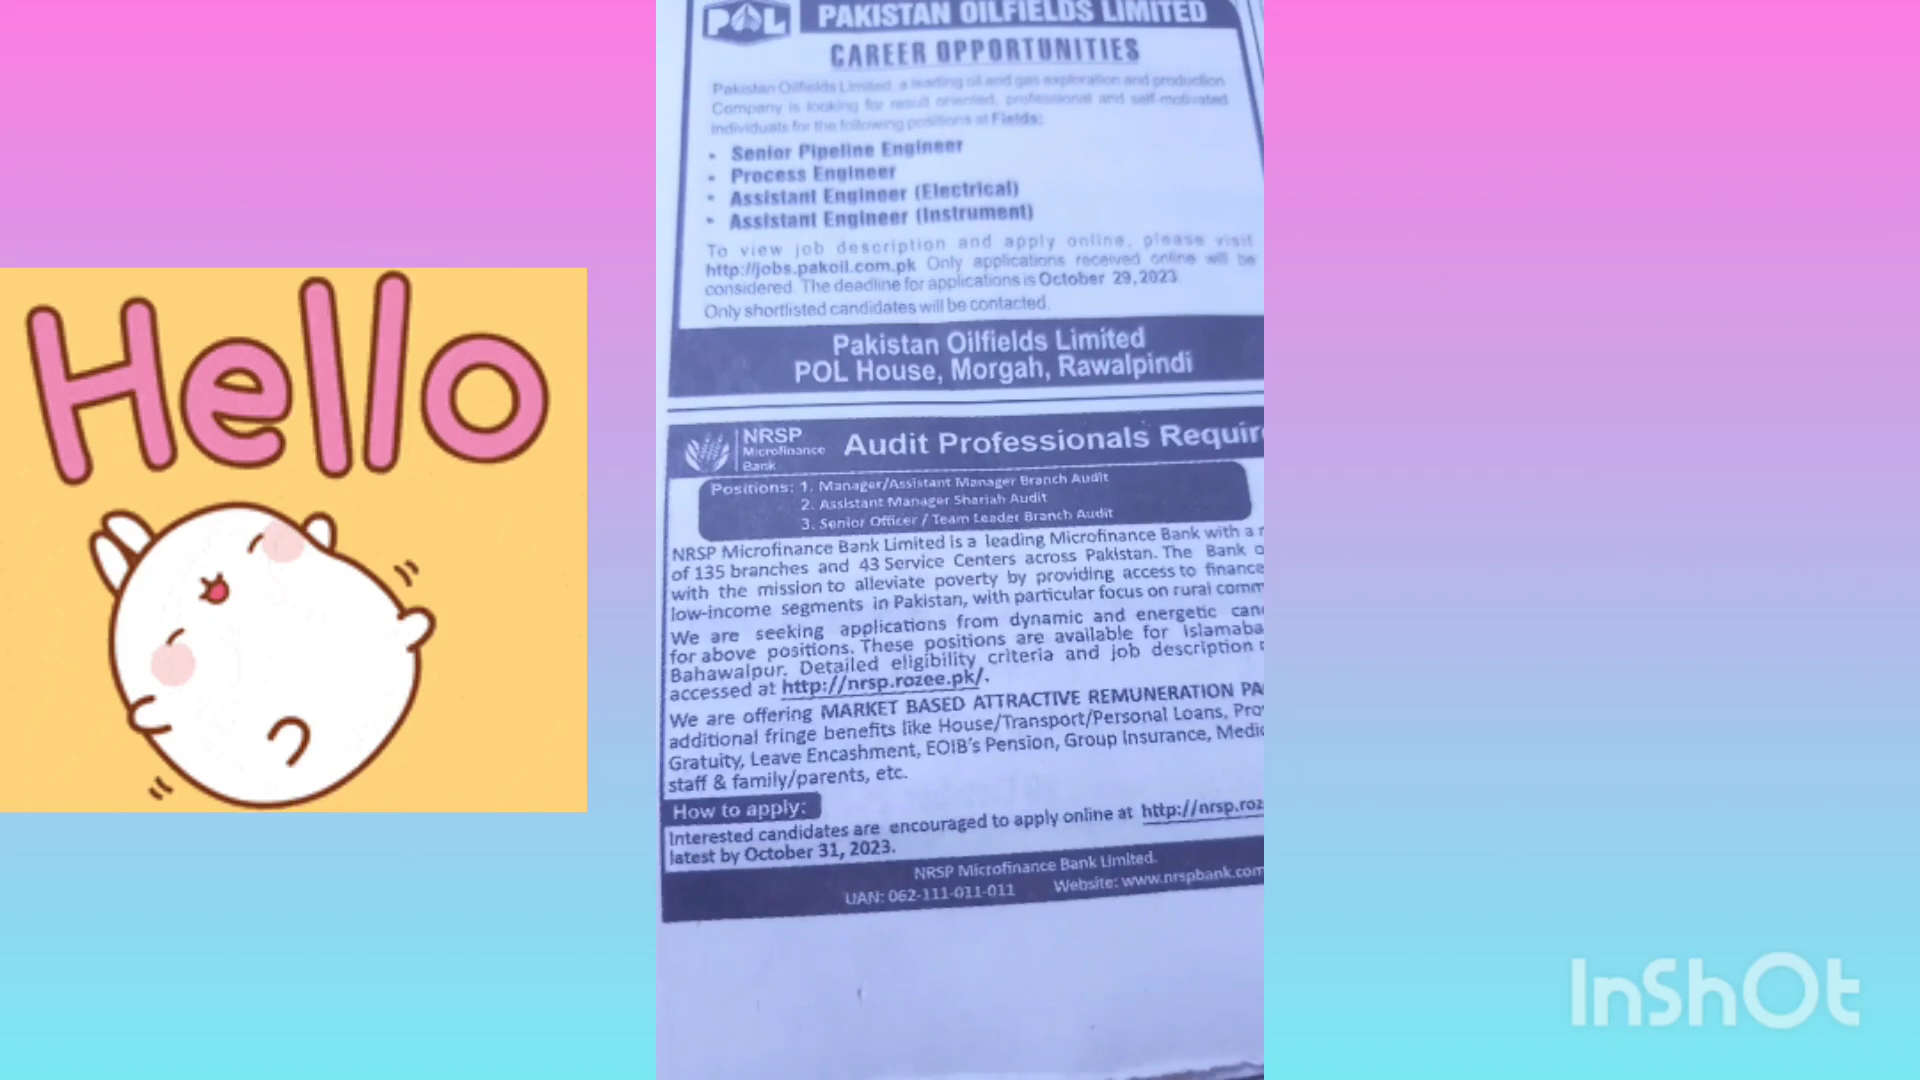 Hello
POL PAKISTAN OILFIELDS LIMITED
CAREER OPPORTUNITIES
Pakistan Oilfields Limited, a leading oil and gas exploration and production
Company is looking for result oriented, professional and self-motivated
individuals for the following positions at Fields:
• Senior Pipeline Engineer
• Process Engineer
• Assistant Engineer (Electrical)
• Assistant Engineer (Instrument)
To view job description and apply online, please visit
http://jobs.pakoil.com.pk Only applications received online will be
considered. The deadline for applications is October 29, 2023.
Only shortlisted candidates will be contacted.
Pakistan Oilfields Limited
POL House, Morgah, Rawalpindi
NRSP
Microfinance
Bank
Audit Professionals Requir
Positions: 1. Manager/Assistant Manager Branch Audit
2. Assistant Manager Shariah Audit
3. Senior Officer / Team Leader Branch Audit
NRSP Microfinance Bank Limited is a leading Microfinance Bank with a
of 135 branches and 43 Service Centers across Pakistan. The Bank
with the mission to alleviate poverty by providing access to finance
low-income segments in Pakistan, with particular focus on rural comm
We are seeking applications from dynamic and energetic can
for above positions. These positions are available for Islamaba
Bahawalpur. Detailed eligibility criteria and job description
accessed at http://nrsp.rozee.pk/.
We are offering MARKET BASED ATTRACTIVE REMUNERATION PA
additional fringe benefits like House/Transport/Personal Loans, Pro
Gratuity, Leave Encashment, EOIB's Pension, Group Insurance, Medic
staff & family/parents, etc.
How to apply:
Interested candidates are encouraged to apply online at http://nrsp.roz
latest by October 31, 2023.
NRSP Microfinance Bank Limited.
UAN: 062-111-011-011 Website: www.nrspbank.com
InShOt